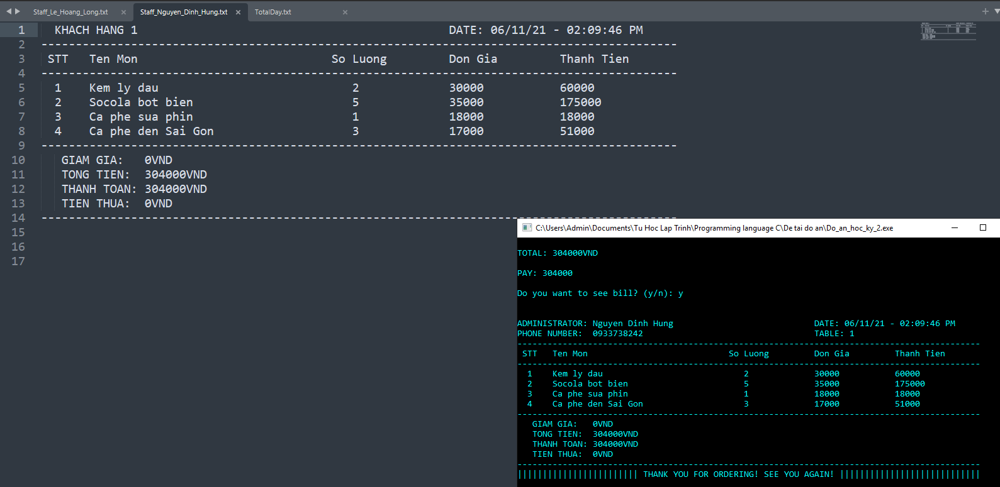 Staff_Le_Hoang_Long.txt × Staff_Nguyen_Dinh_Hung.txt × TotalDay.txt ×
1 KHACH HANG 1 DATE: 06/11/21 - 02:09:46 PM
2 --------------------------------------------------------------------------------------------
3 STT Ten Mon So Luong Don Gia Thanh Tien
4 --------------------------------------------------------------------------------------------
5 1 Kem ly dau 2 30000 60000
6 2 Socola bot bien 5 35000 175000
7 3 Ca phe sua phin 1 18000 18000
8 4 Ca phe den Sai Gon 3 17000 51000
9 --------------------------------------------------------------------------------------------
10 GIAM GIA: 0VND
11 TONG TIEN: 304000VND
12 THANH TOAN: 304000VND
13 TIEN THUA: 0VND
14 --------------------------------------------------------------------------------------------
15
16
17
C:\Users\Admin\Documents\Tu Hoc Lap Trinh\Programming language C\De tai do an\Do_an_hoc_ky_2.exe
TOTAL: 304000VND
PAY: 304000
Do you want to see bill? (y/n): y
ADMINISTRATOR: Nguyen Dinh Hung DATE: 06/11/21 - 02:09:46 PM
PHONE NUMBER: 0933738242 TABLE: 1
--------------------------------------------------------------------------------------------
STT Ten Mon So Luong Don Gia Thanh Tien
--------------------------------------------------------------------------------------------
1 Kem ly dau 2 30000 60000
2 Socola bot bien 5 35000 175000
3 Ca phe sua phin 1 18000 18000
4 Ca phe den Sai Gon 3 17000 51000
--------------------------------------------------------------------------------------------
GIAM GIA: 0VND
TONG TIEN: 304000VND
THANH TOAN: 304000VND
TIEN THUA: 0VND
--------------------------------------------------------------------------------------------
|||||||||||||||||||||||| THANK YOU FOR ORDERING! SEE YOU AGAIN! ||||||||||||||||||||||||||||